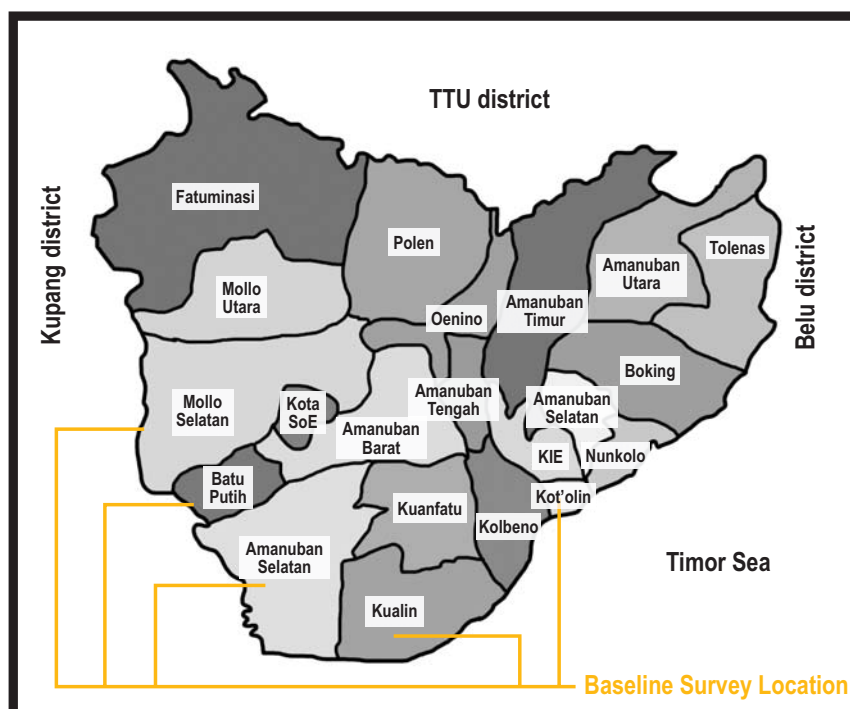 TTU district
Kupang district
Belu district
Fatuminasi
Polen
Tolenas
Amanuban
Utara
Mollo
Utara
Amanuban
Timur
Oenino
Boking
Mollo
Selatan
Kota
SoE
Amanuban
Tengah
Amanuban
Selatan
Amanuban
Barat
KIE
Nunkolo
Batu
Putih
Kot'olin
Kuanfatu
Kolbeno
Amanuban
Selatan
Timor Sea
Kualin
Baseline Survey Location